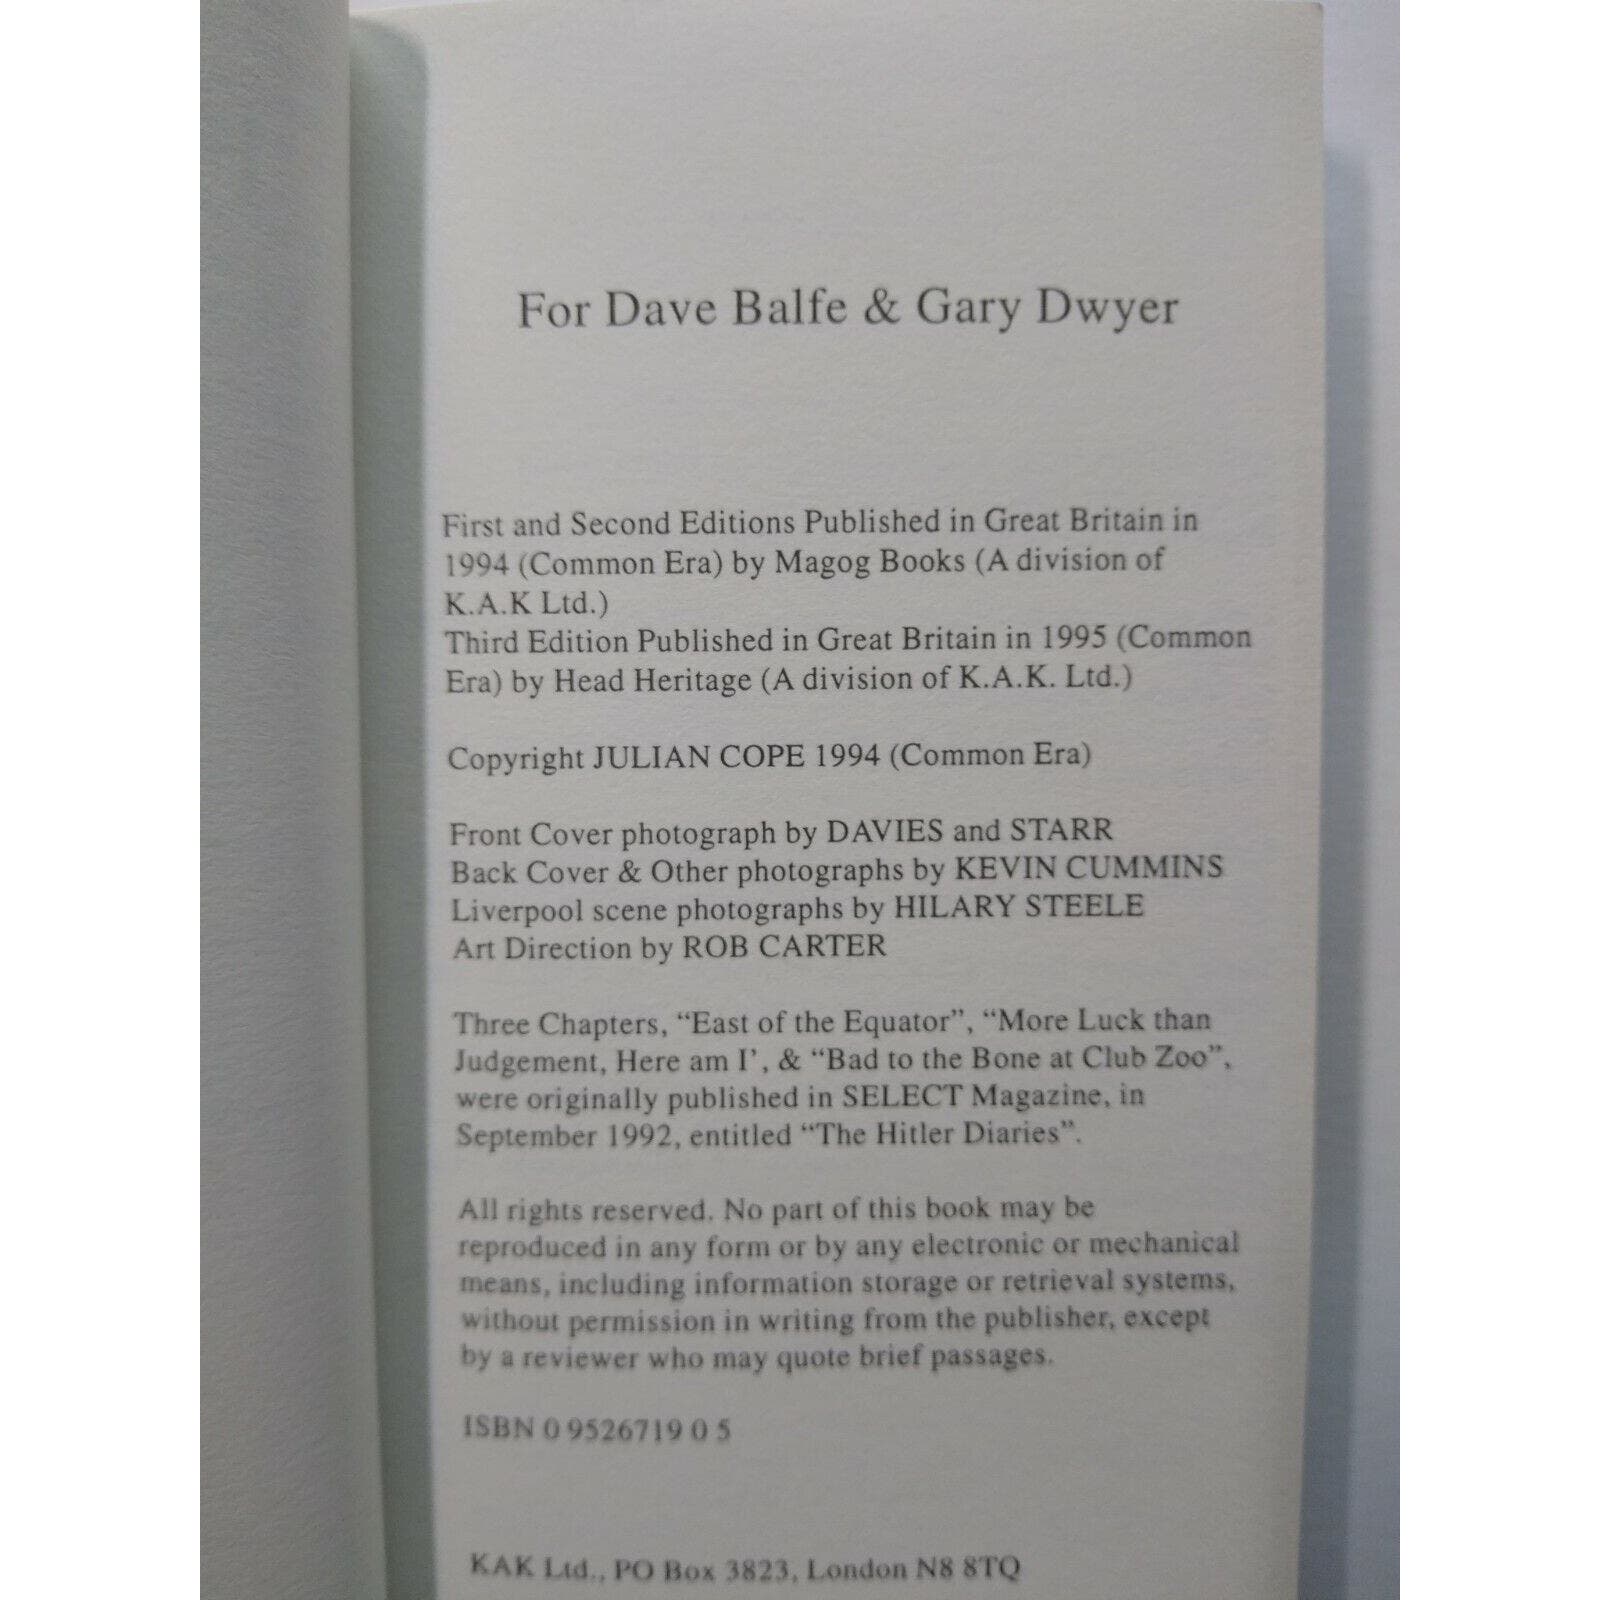 For Dave Balfe & Gary Dwyer
First and Second Editions Published in Great Britain in
1994 (Common Era) by Magog Books (A division of
K.A.K Ltd.)
Third Edition Published in Great Britain in 1995 (Common
Era) by Head Heritage (A division of K.A.K. Ltd.)
Copyright JULIAN COPE 1994 (Common Era)
Front Cover photograph by DAVIES and STARR
Back Cover & Other photographs by KEVIN CUMMINS
Liverpool scene photographs by HILARY STEELE
Art Direction by ROB CARTER
Three Chapters, “East of the Equator”, “More Luck than
Judgement, Here am I’, & “Bad to the Bone at Club Zoo”,
were originally published in SELECT Magazine, in
September 1992, entitled “The Hitler Diaries”.
All rights reserved. No part of this book may be
reproduced in any form or by any electronic or mechanical
means, including information storage or retrieval systems,
without permission in writing from the publisher, except
by a reviewer who may quote brief passages.
ISBN 0 9526719 0 5
KAK Ltd., PO Box 3823, London N8 8TQ